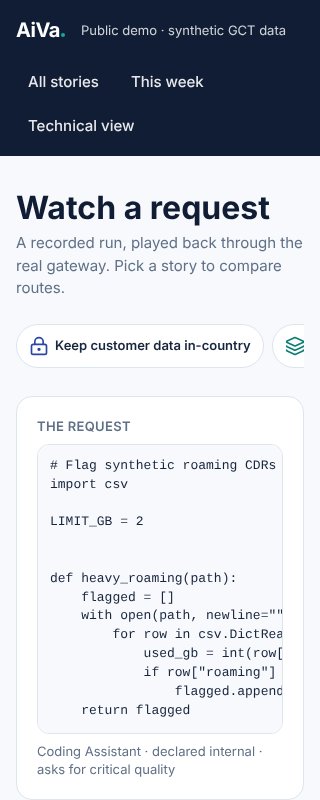 AiVa. Public demo · synthetic GCT data
All stories This week
Technical view
Watch a request
A recorded run, played back through the
real gateway. Pick a story to compare
routes.
Keep customer data in-country
THE REQUEST
# Flag synthetic roaming CDRs
import csv
LIMIT_GB = 2
def heavy_roaming(path):
    flagged = []
    with open(path, newline=""
        for row in csv.DictRea
            used_gb = int(row[
            if row["roaming"]
                flagged.append
    return flagged
Coding Assistant · declared internal ·
asks for critical quality